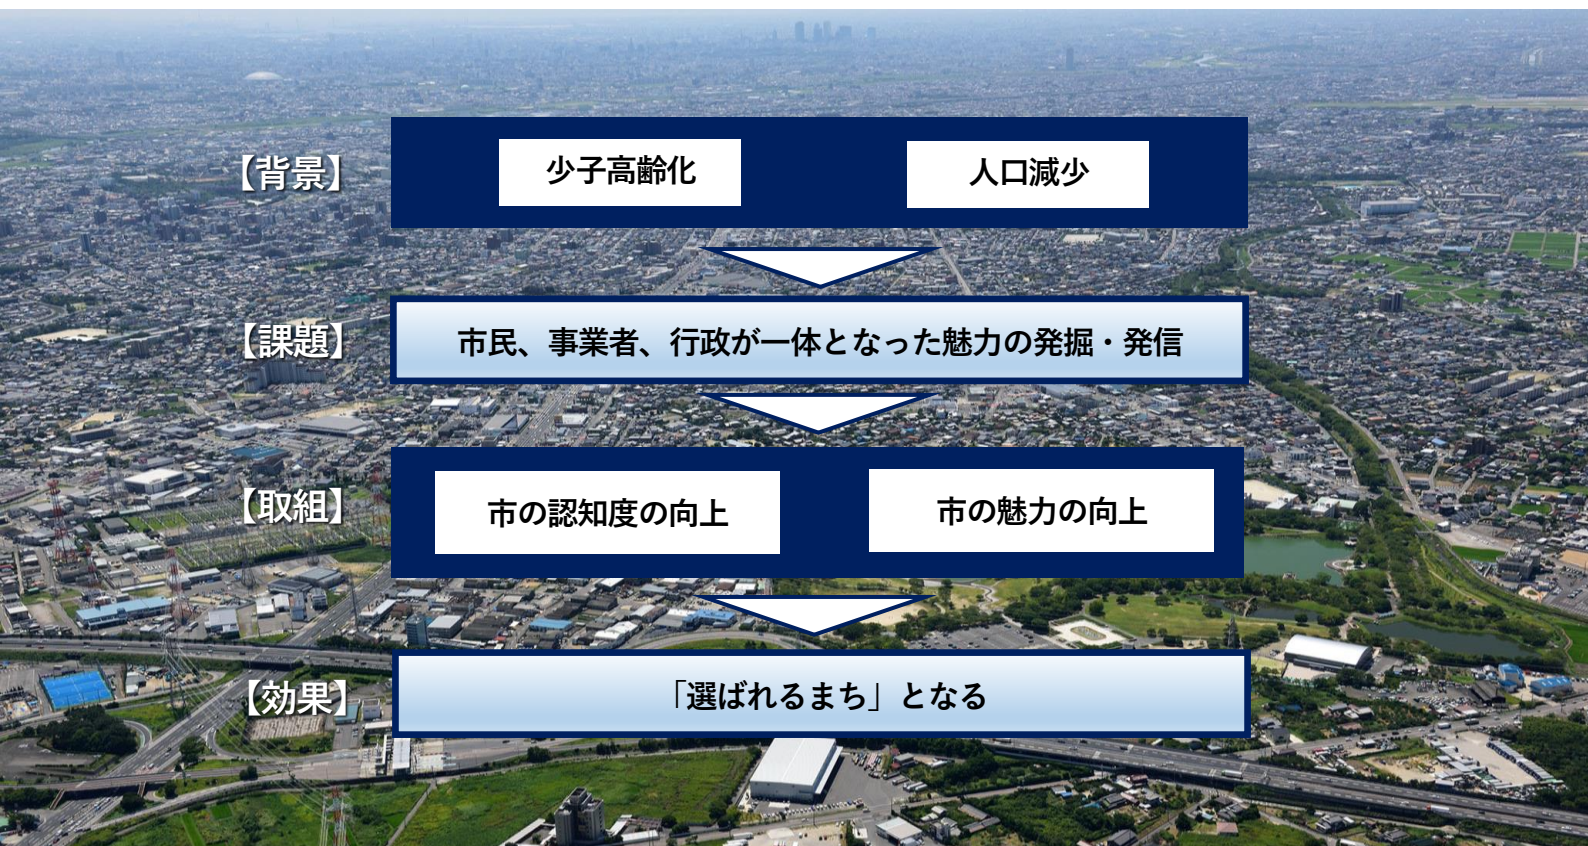 【背景】
少子高齢化
人口減少
【課題】
市民、事業者、行政が一体となった魅力の発掘・発信
【取組】
市の認知度の向上
市の魅力の向上
【効果】
「選ばれるまち」となる